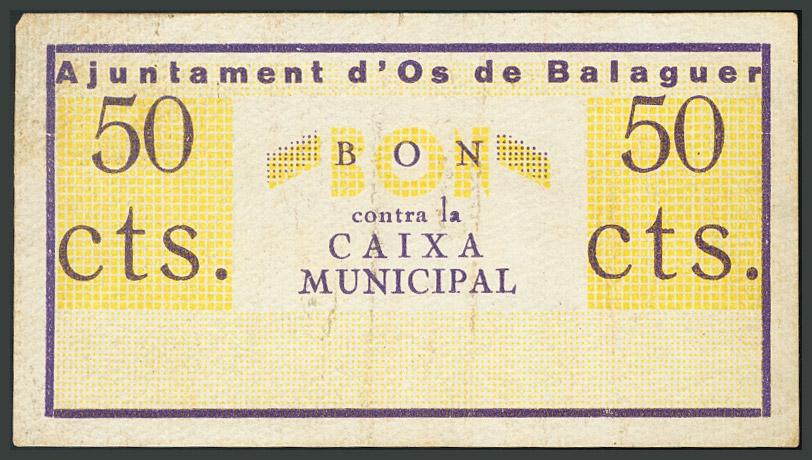 Ajuntament d'Os de Balaguer
50 cts.
BON
contra la
CAIXA
MUNICIPAL
50 cts.